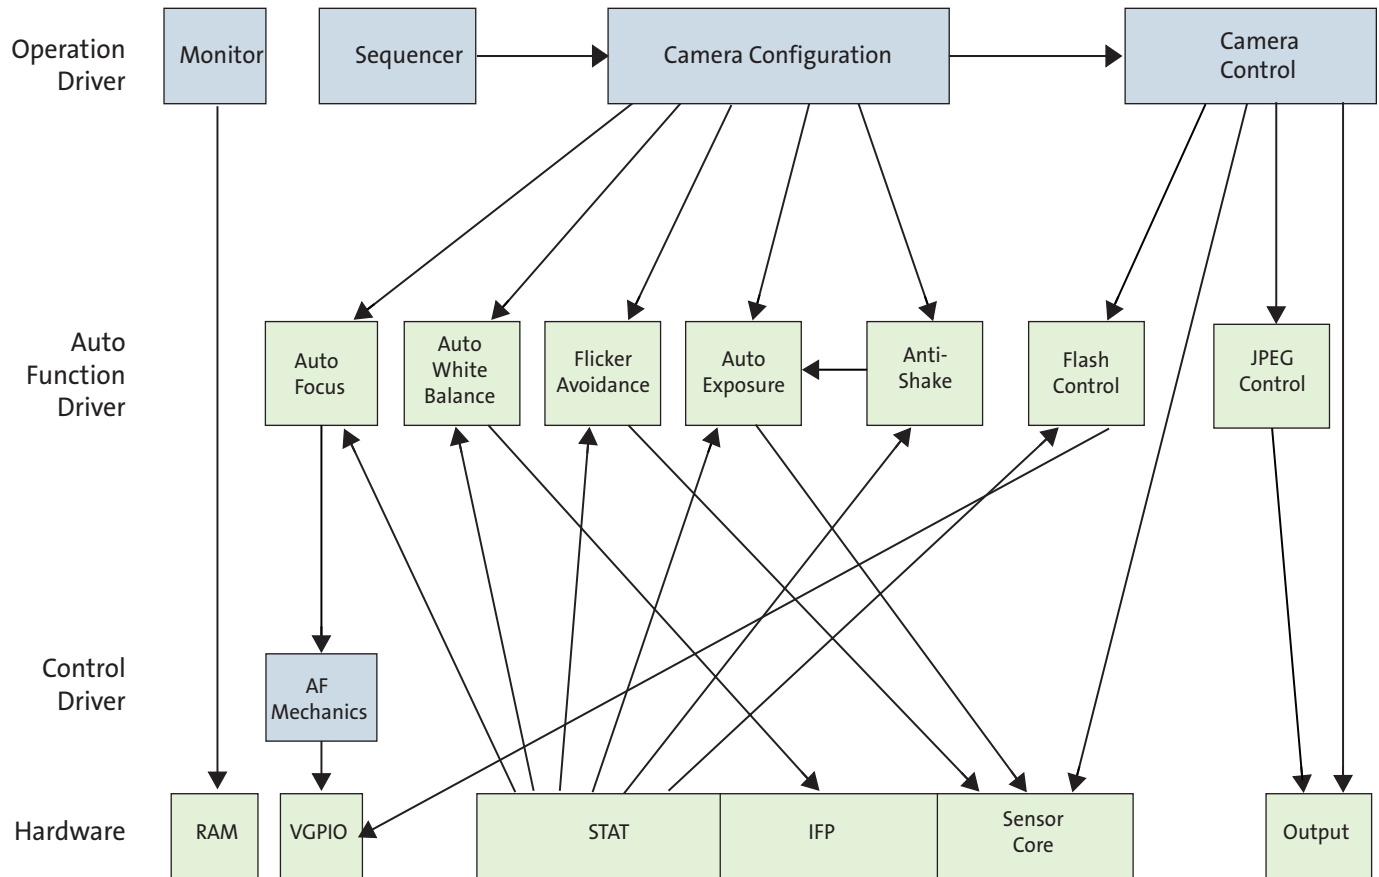 Operation
Driver
Monitor
Sequencer
Camera Configuration
Camera
Control
Auto
Function
Driver
Auto
Focus
Auto
White
Balance
Flicker
Avoidance
Auto
Exposure
Anti-
Shake
Flash
Control
JPEG
Control
Control
Driver
AF
Mechanics
Hardware
RAM
VGPIO
STAT
IFP
Sensor
Core
Output